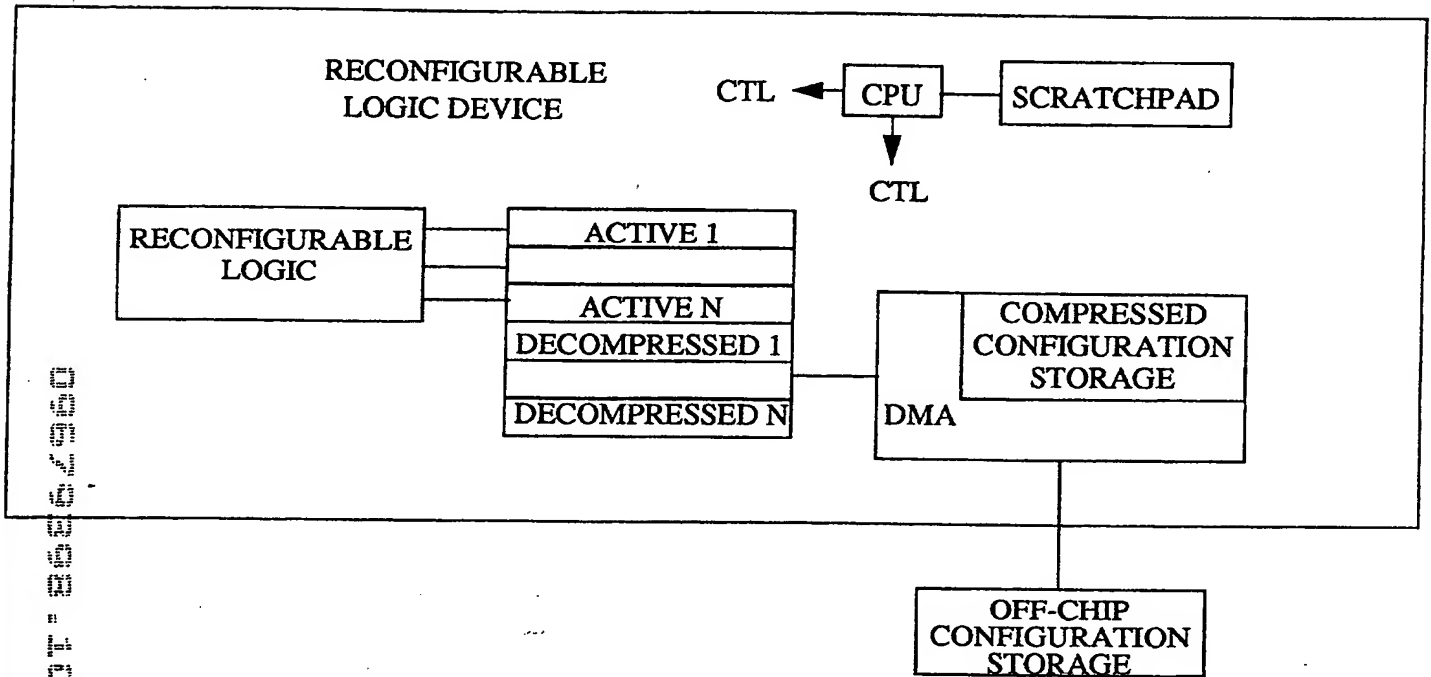 RECONFIGURABLE
LOGIC DEVICE
CTL
CPU
SCRATCHPAD
CTL
RECONFIGURABLE
LOGIC
ACTIVE 1
ACTIVE N
DECOMPRESSED 1
DECOMPRESSED N
DMA
COMPRESSED
CONFIGURATION
STORAGE
OFF-CHIP
CONFIGURATION
STORAGE